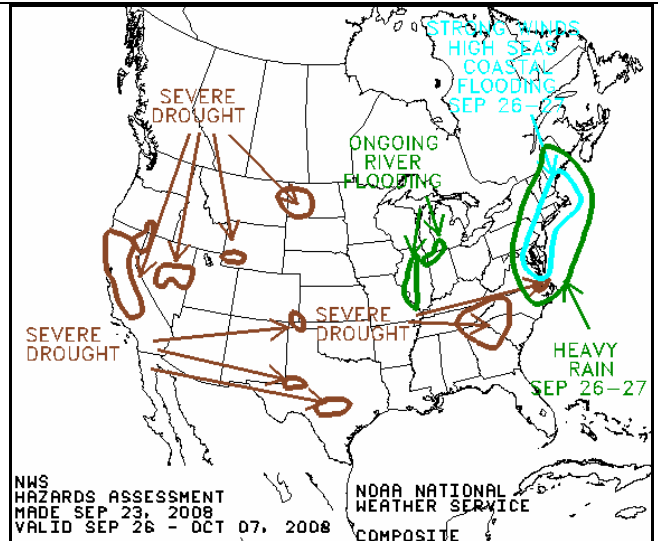 STRONG WINDS
HIGH SEAS
COASTAL
FLOODING
SEP 26-27
SEVERE
DROUGHT
ONGOING
RIVER
FLOODING
SEVERE
DROUGHT
SEVERE
DROUGHT
HEAVY
RAIN
SEP 26-27
NWS
HAZARDS ASSESSMENT
MADE SEP 23, 2008
VALID SEP 26 - OCT 07, 2008
NOAA NATIONAL
WEATHER SERVICE
COMPOSITE